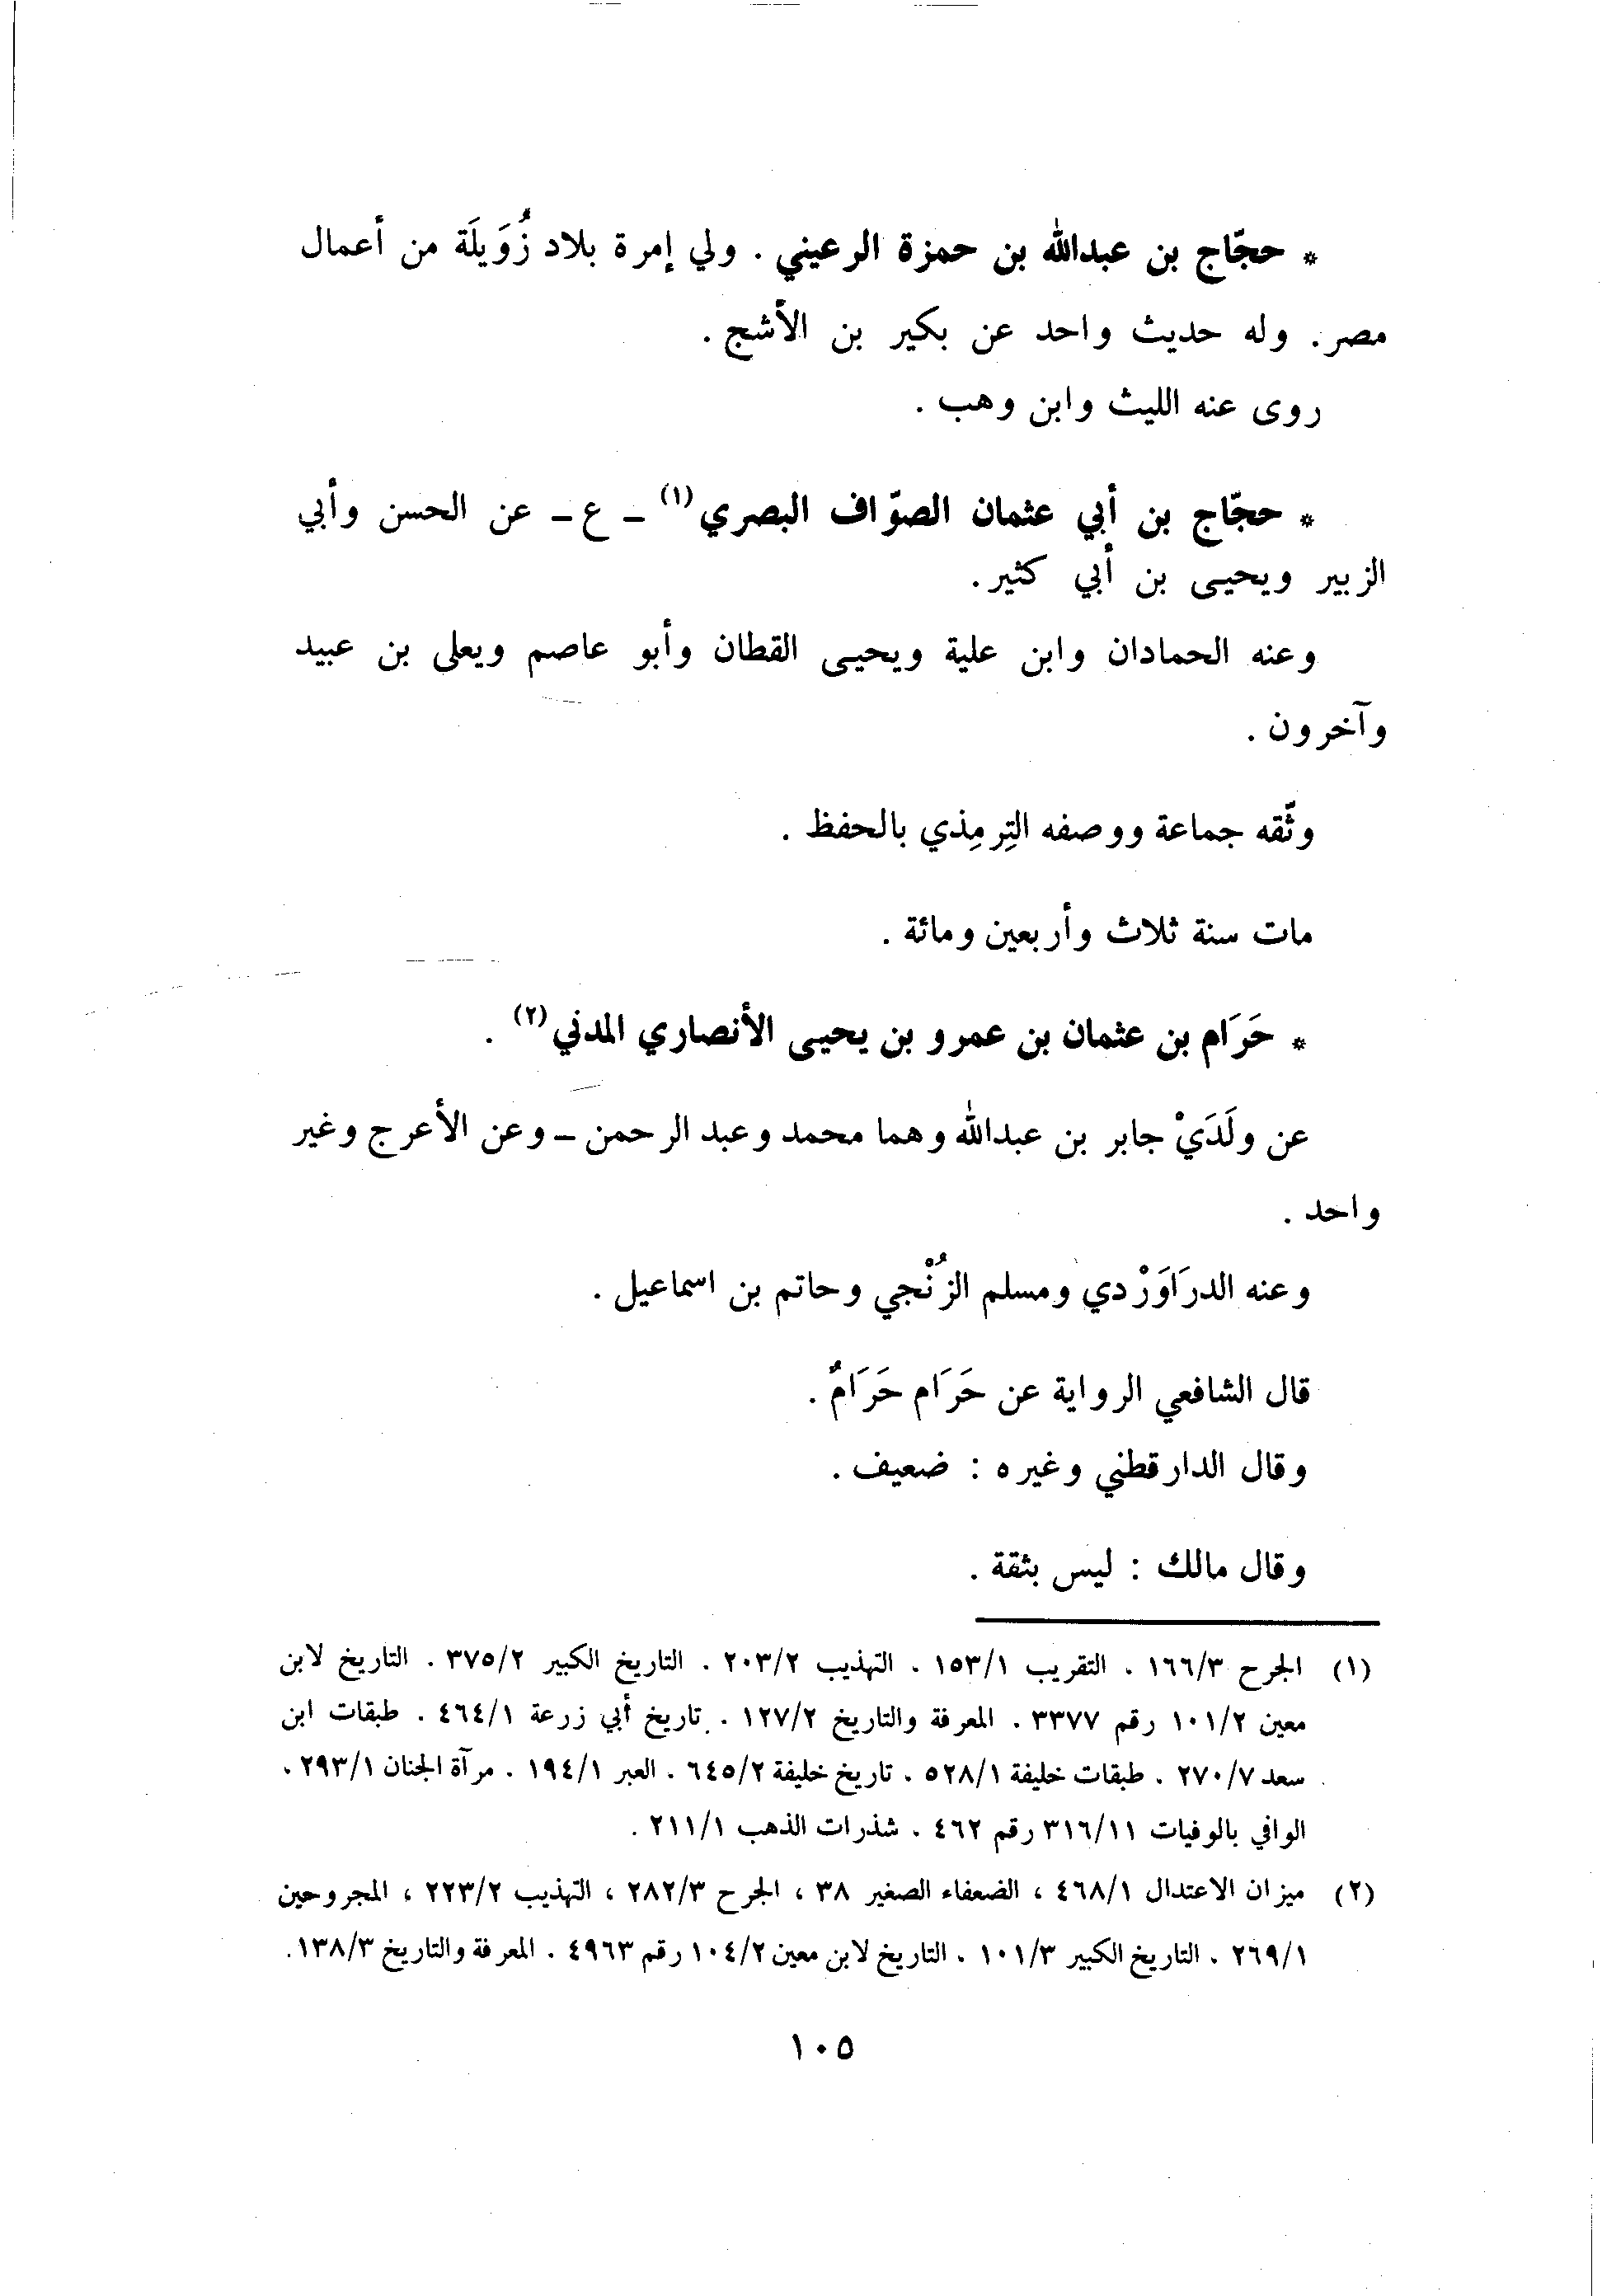 * حجّاج بن عبدالله بن حمزة الرعيني . ولي إمرة بلاد زُوَيلَة من أعمال
مصر . وله حديث واحد عن بكير بن الأشج .
روى عنه الليث وابن وهب .
* حجّاج بن أبي عثمان الصوّاف البصري (١) – ع – عن الحسن وأبي
الزبير ويحيى بن أبي كثير .
وعنه الحمادان وابن علية ويحيى القطان وأبو عاصم ويعلى بن عبيد
وآخرون .
وثّقه جماعة ووصفه التِرمِذي بالحفظ .
مات سنة ثلاث وأربعين ومائة .
* حَرَام بن عثمان بن عمرو بن يحيى الأنصاري المدني (٢) .
عن ولَدَيْ جابر بن عبدالله وهما محمد وعبد الرحمن – وعن الأعرج وغير
واحد .
وعنه الدرَاوَرْدي ومسلم الزُنْجي وحاتم بن اسماعيل .
قال الشافعي الرواية عن حَرَام حَرَامٌ .
وقال الدارقطني وغيره : ضعيف .
وقال مالك : ليس بثقة .
(١) الجرح ١٦٦/٣ . التقريب ١٥٣/١ . التهذيب ٢٠٣/٢ . التاريخ الكبير ٣٧٥/٢ . التاريخ لابن
معين ١٠١/٢ رقم ٣٣٧٧ . المعرفة والتاريخ ١٢٧/٢ . تاريخ أبي زرعة ٤٦٤/١ . طبقات ابن
سعد ٢٧٠/٧ . طبقات خليفة ٥٢٨/١ . تاريخ خليفة ٦٤٥/٢ . العبر ١٩٤/١ . مرآة الجنان ٢٩٣/١ .
الوافي بالوفيات ٣١٦/١١ رقم ٤٦٢ . شذرات الذهب ٢١١/١ .
(٢) ميزان الاعتدال ٤٦٨/١ ، الضعفاء الصغير ٣٨ ، الجرح ٢٨٢/٣ ، التهذيب ٢٢٣/٢ ، المجروحين
٢٦٩/١ . التاريخ الكبير ١٠١/٣ . التاريخ لابن معين ١٠٤/٢ رقم ٤٩٦٣ . المعرفة والتاريخ ١٣٨/٣ .
١٠٥